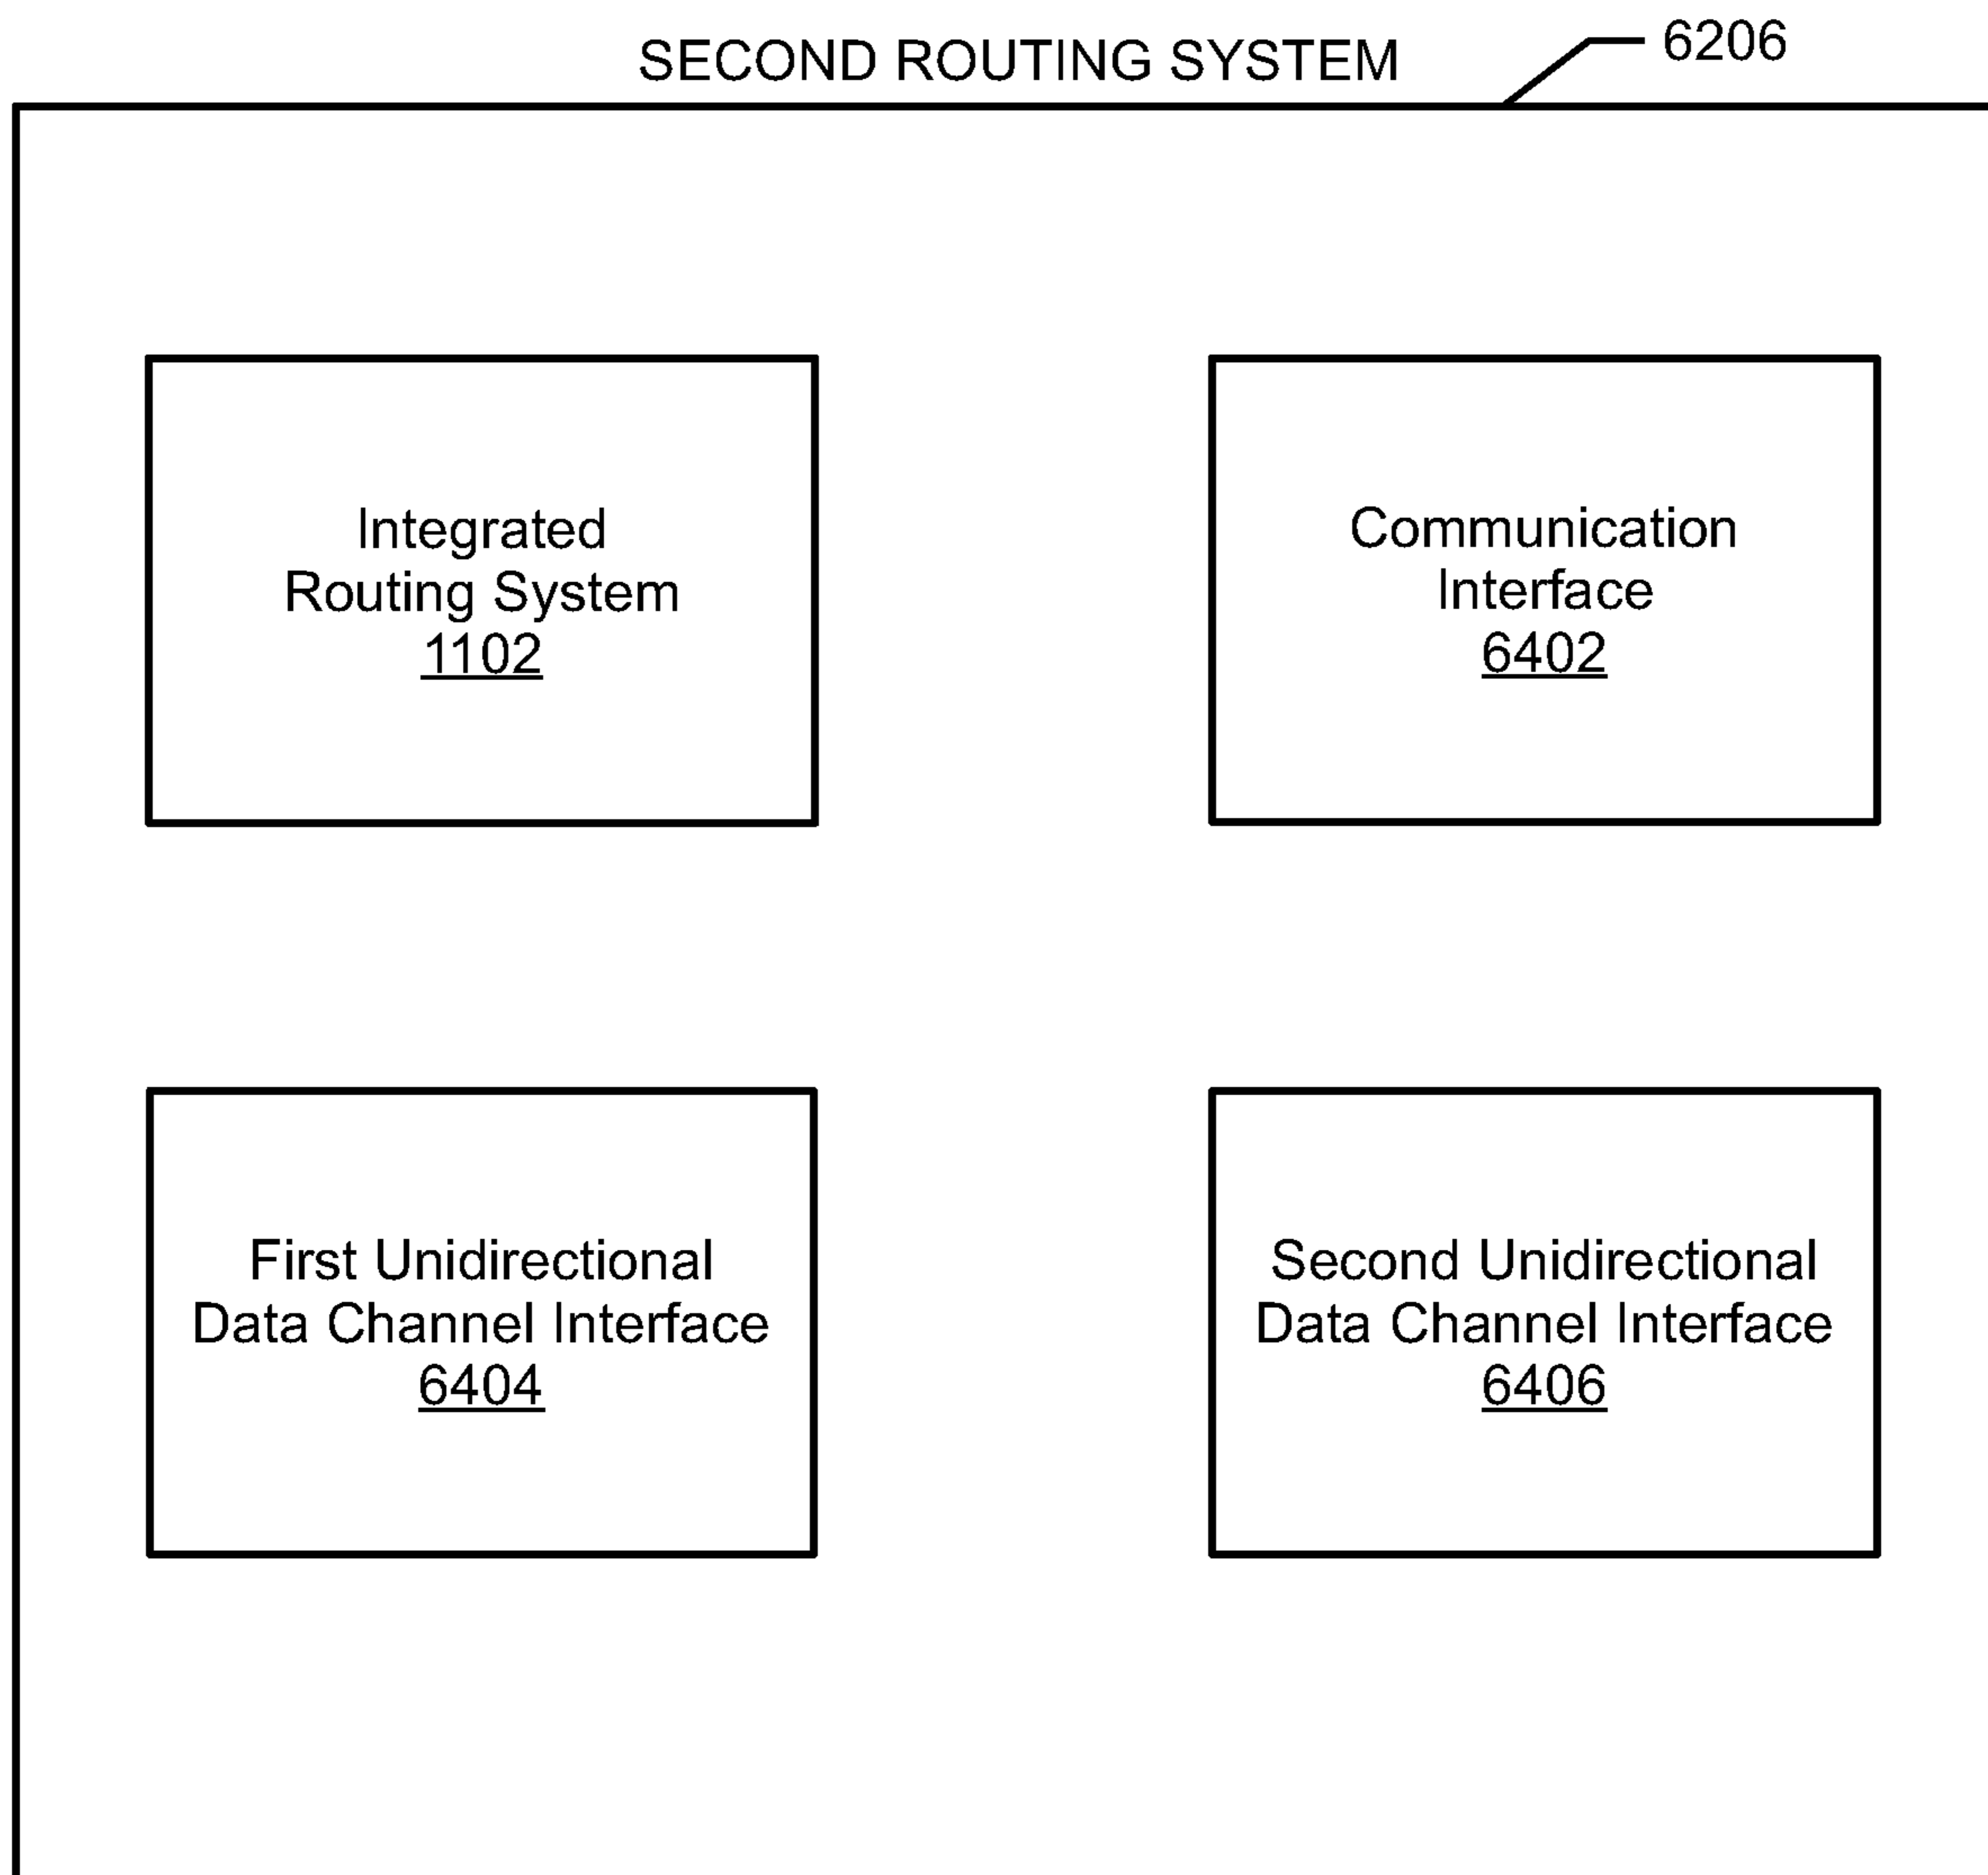 SECOND ROUTING SYSTEM
6206
Integrated
Routing System
1102
Communication
Interface
6402
First Unidirectional
Data Channel Interface
6404
Second Unidirectional
Data Channel Interface
6406